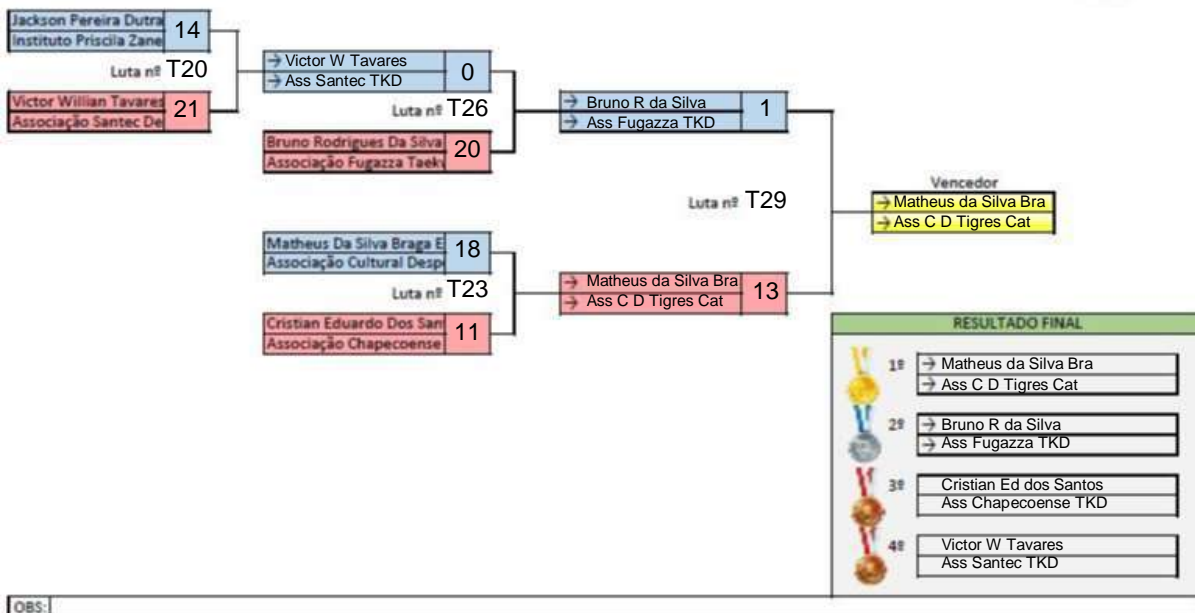 Jackson Pereira Dutra 14
Instituto Priscila Zane
Luta nº T20
Victor Willian Tavares 21
Associação Santec De
→ Victor W Tavares 0
→ Ass Santec TKD
Luta nº T26
Bruno Rodrigues Da Silva 20
Associação Fugazza Taek
→ Bruno R da Silva 1
→ Ass Fugazza TKD
Luta nº T29
Matheus Da Silva Braga E 18
Associação Cultural Desp
Luta nº T23
Cristian Eduardo Dos San 11
Associação Chapecoense
→ Matheus da Silva Bra 13
→ Ass C D Tigres Cat
Vencedor
→ Matheus da Silva Bra
→ Ass C D Tigres Cat
RESULTADO FINAL
1º → Matheus da Silva Bra
→ Ass C D Tigres Cat
2º → Bruno R da Silva
→ Ass Fugazza TKD
3º Cristian Ed dos Santos
Ass Chapecoense TKD
4º Victor W Tavares
Ass Santec TKD
OBS: